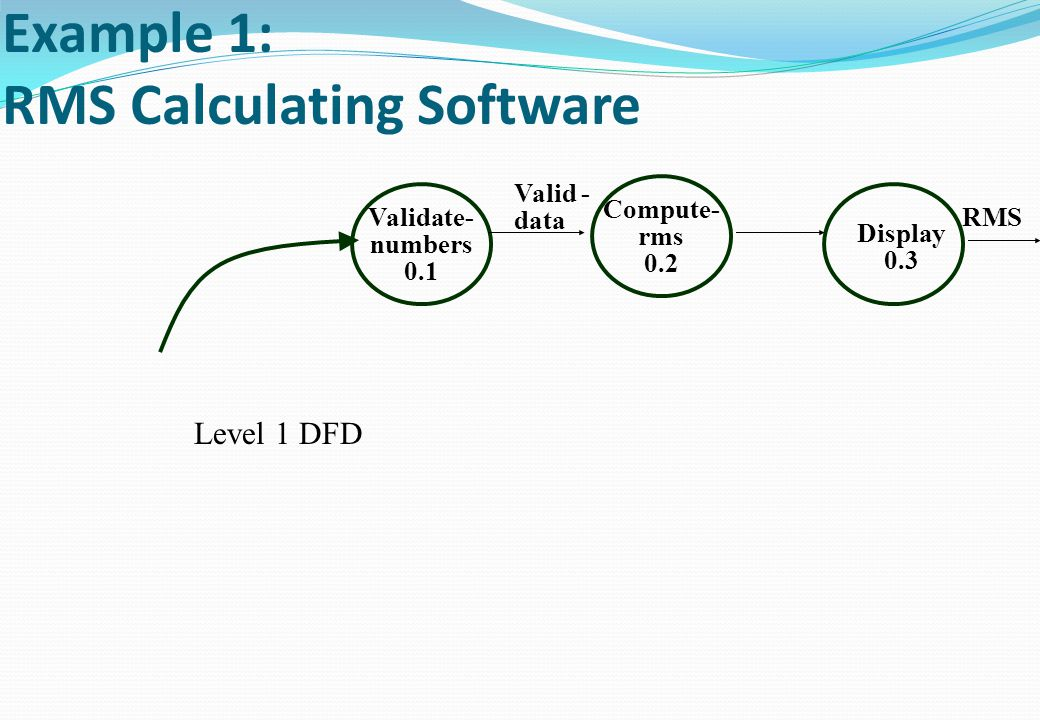 Example 1:
RMS Calculating Software
Validate-
numbers
0.1
Valid -
data
Compute-
rms
0.2
Display
0.3
RMS
Level 1 DFD